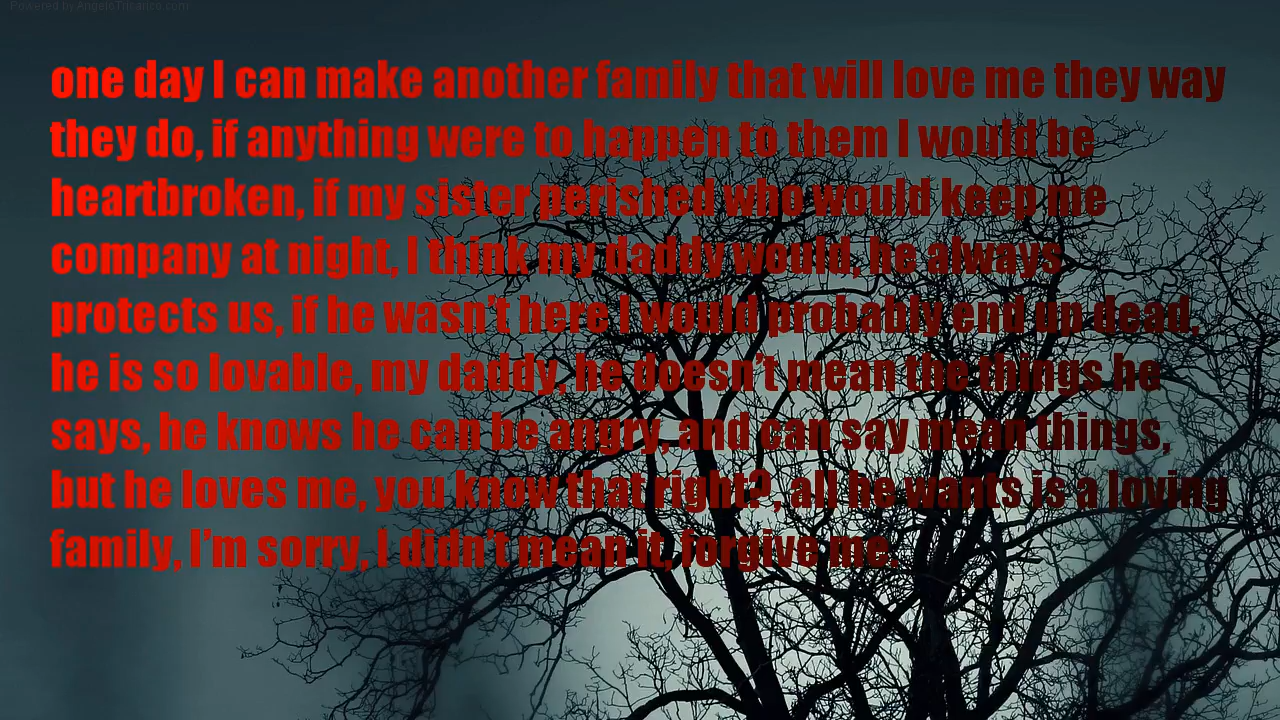 Powered by AngeloTricarico.com
one day I can make another family that will love me they way
they do, if anything were to happen to them I would be
heartbroken, if my sister perished who would keep me
company at night, I think my daddy would, he always
protects us, if he wasn't here I would probably end up dead,
he is so lovable, my daddy, he doesn't mean the things he
says, he knows he can be angry, and can say mean things,
but he loves me, you know that right?, all he wants is a loving
family, I'm sorry, I didn't mean it, forgive me.